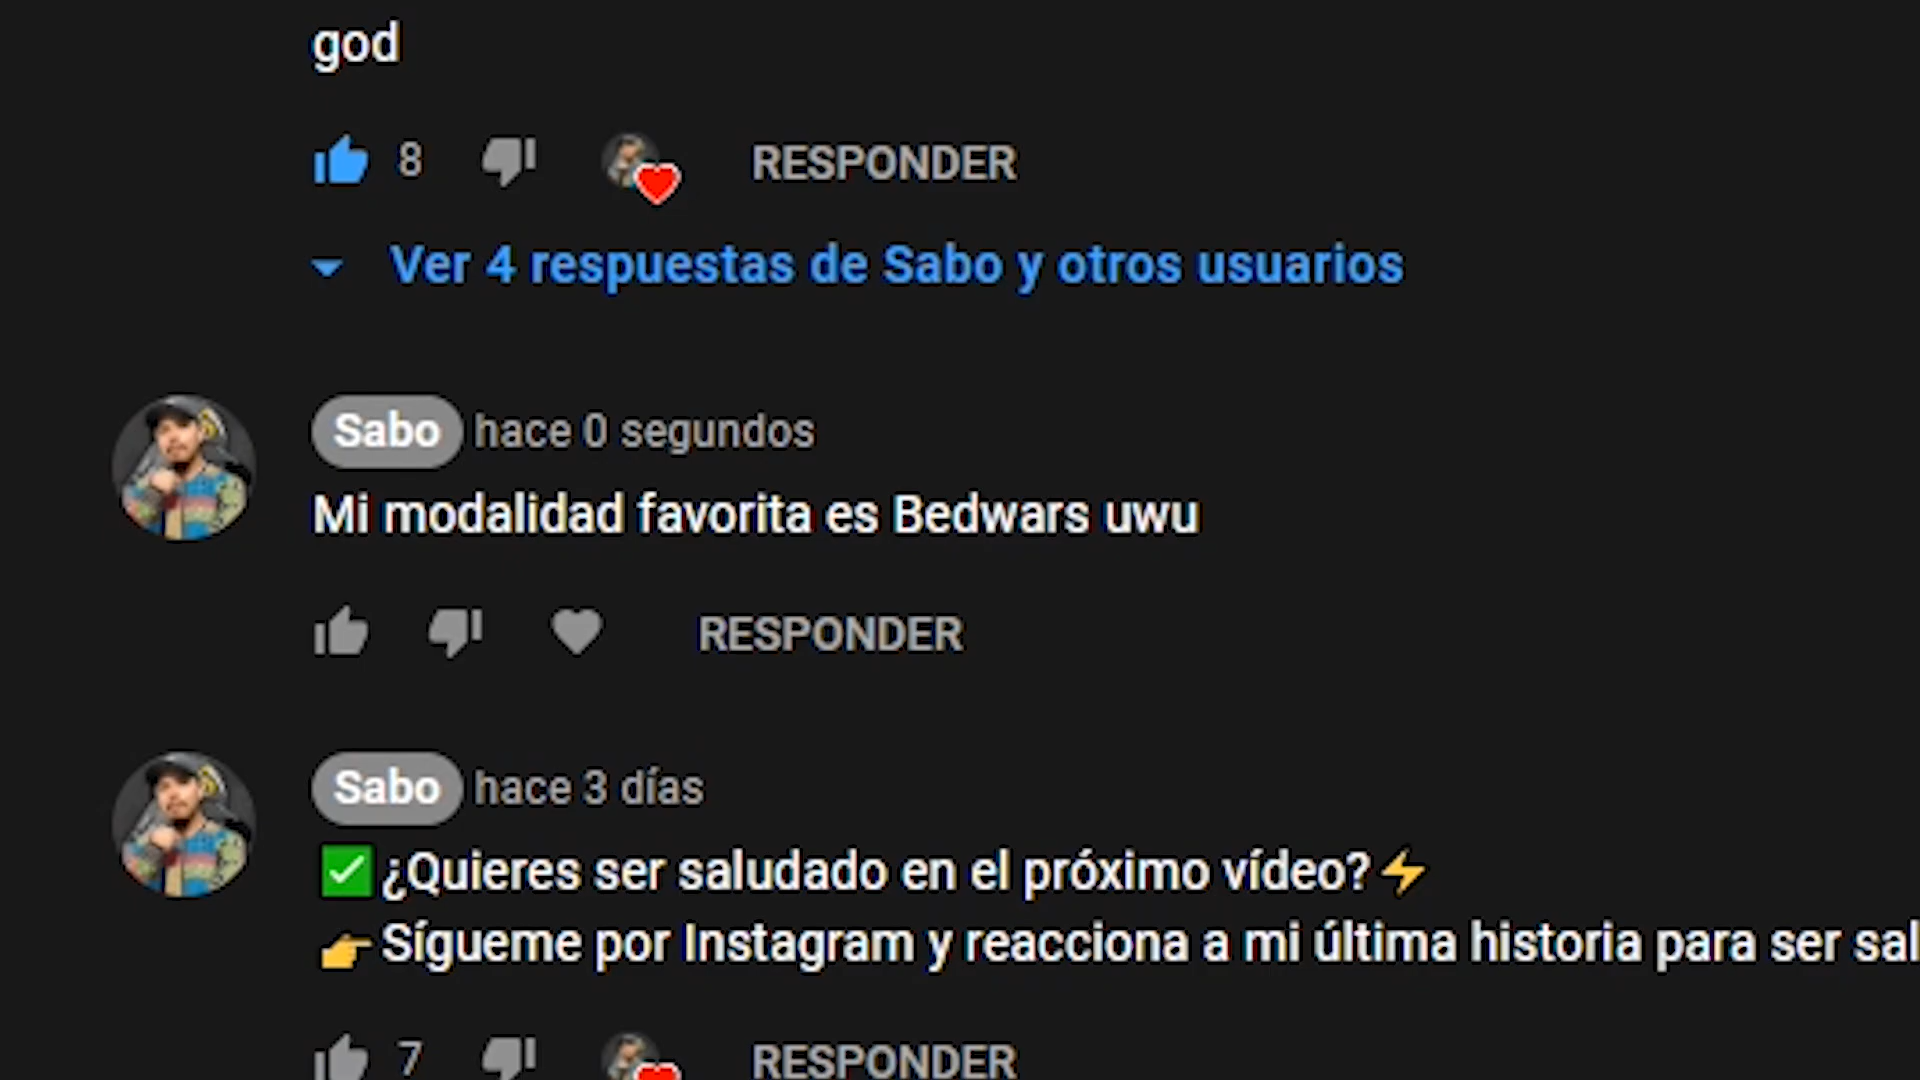 god
8 RESPONDER
Ver 4 respuestas de Sabo y otros usuarios
Sabo hace 0 segundos
Mi modalidad favorita es Bedwars uwu
RESPONDER
Sabo hace 3 días
✅¿Quieres ser saludado en el próximo vídeo?⚡
👉Sígueme por Instagram y reacciona a mi última historia para ser sal
7 RESPONDER